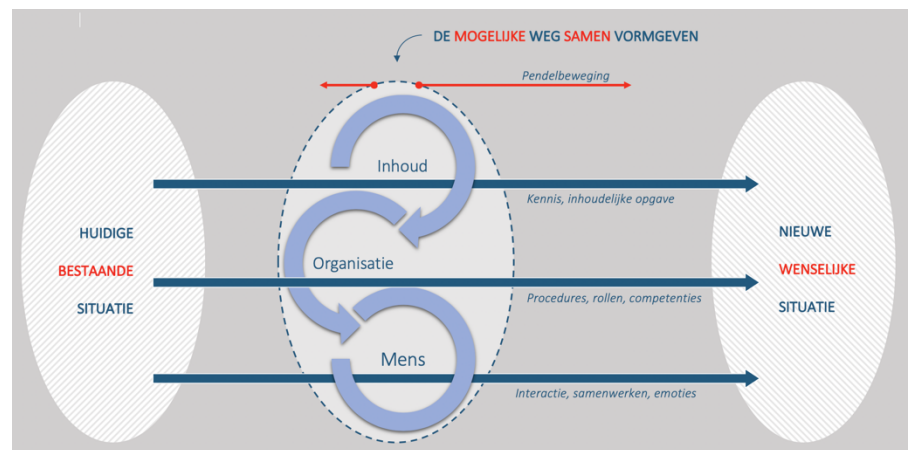 DE MOGELIJKE WEG SAMEN VORMGEVEN
Pendelbeweging
Inhoud
Kennis, inhoudelijke opgave
HUIDIGE
BESTAANDE
SITUATIE
Organisatie
Procedures, rollen, competenties
NIEUWE
WENSELIJKE
SITUATIE
Mens
Interactie, samenwerken, emoties